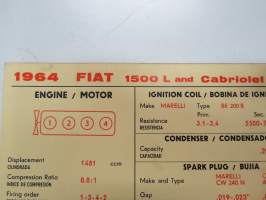 1964 FIAT 1500 L and Cabriolet
ENGINE / MOTOR
1 2 3 4
Displacement 1481 ccm
CILINDRADA
Compression Ratio 8.8:1
INDICE DE COMPRESIÓN
Firing order 1-3-4-2
IGNITION COIL / BOBINA DE IGN
Make MARELLI Type BE 200 B
Prim. Sec.
Resistance 3.1-3.4
RESISTENCIA
CONDENSER / CONDENSADO
Capacity
CAPACIDAD
SPARK PLUG / BUJIA
Make and Type MARELLI
CW 240 N
Gap .019-.023"